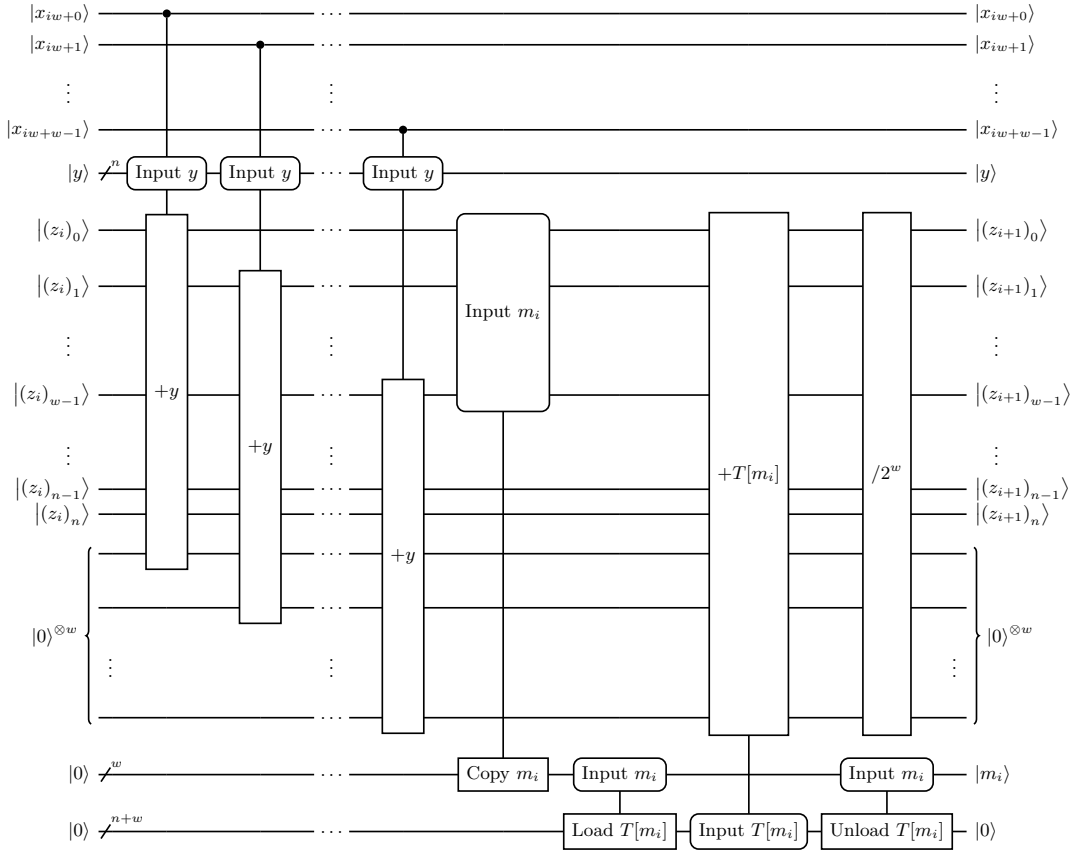 |x_{iw+0}⟩ ⋯ |x_{iw+0}⟩
|x_{iw+1}⟩ ⋯ |x_{iw+1}⟩
⋮ ⋮ ⋮
|x_{iw+w−1}⟩ ⋯ |x_{iw+w−1}⟩
|y⟩ n Input y Input y ⋯ Input y |y⟩
|(z_i)_0⟩ ⋯ |(z_{i+1})_0⟩
|(z_i)_1⟩ ⋯ |(z_{i+1})_1⟩
Input m_i
⋮ ⋮ ⋮
|(z_i)_{w−1}⟩ +y ⋯ |(z_{i+1})_{w−1}⟩
⋮ +y ⋮ ⋮
+T[m_i] /2^w
|(z_i)_{n−1}⟩ ⋯ |(z_{i+1})_{n−1}⟩
|(z_i)_n⟩ ⋯ |(z_{i+1})_n⟩
⋯ +y
⋯
|0⟩^{⊗w} |0⟩^{⊗w}
⋮ ⋮ ⋮
⋯
|0⟩ w ⋯ Copy m_i Input m_i Input m_i |m_i⟩
|0⟩ n+w ⋯ Load T[m_i] Input T[m_i] Unload T[m_i] |0⟩